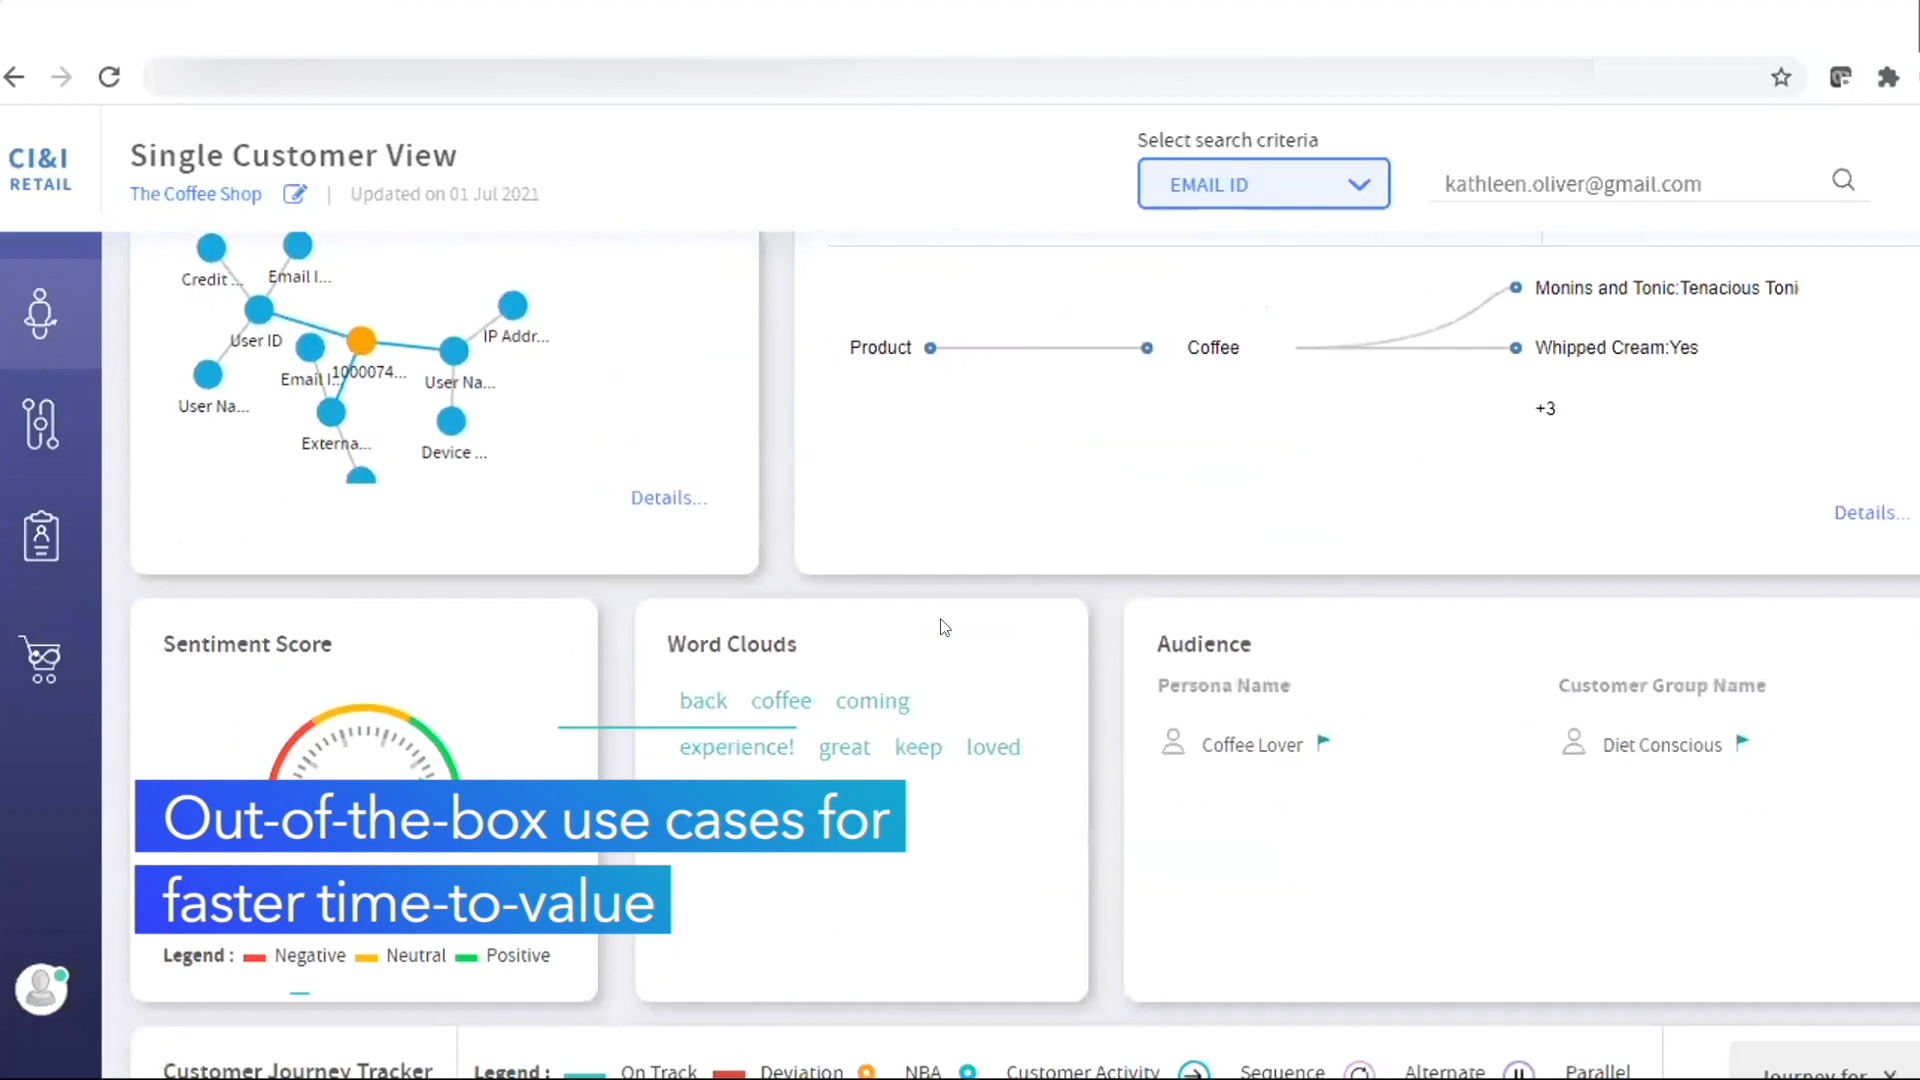 CI&I
RETAIL
Single Customer View
The Coffee Shop
Updated on 01 Jul 2021
Select search criteria
EMAIL ID
kathleen.oliver@gmail.com
Credit ...
Email I...
User ID
IP Addr...
Email I...
1000074...
User Na...
User Na...
Externa...
Device ...
Details...
Product
Coffee
Monins and Tonic:Tenacious Toni
Whipped Cream:Yes
+3
Details...
Sentiment Score
Word Clouds
back coffee coming
experience! great keep loved
Audience
Persona Name
Customer Group Name
Coffee Lover
Diet Conscious
Out-of-the-box use cases for
faster time-to-value
Legend : Negative Neutral Positive
Customer Journey Tracker
Legend : On Track Deviation NBA Customer Activity Sequence Alternate Parallel
Journey for